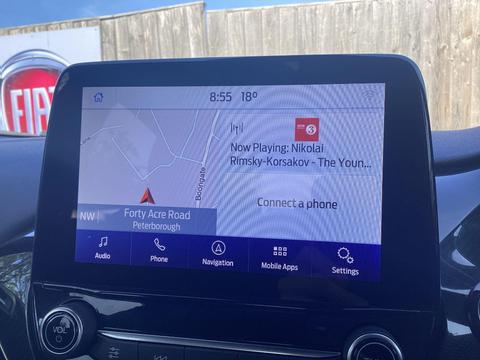 FIAT
8:55 18°
3
Now Playing: Nikolai
Rimsky-Korsakov - The Youn...
Boongate
Connect a phone
NW
Forty Acre Road
Peterborough
Audio
Phone
Navigation
Mobile Apps
Settings
VOL